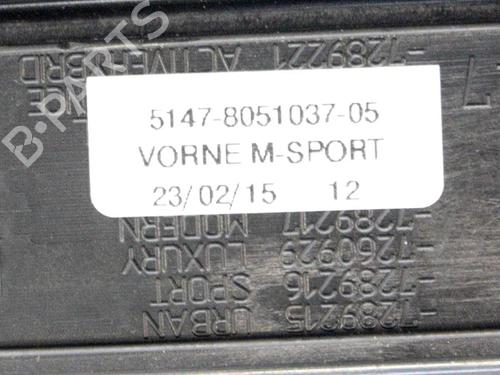 5147-8051037-05
VORNE M-SPORT
23/02/15 12
-7289221
ACTIVEHYBRID
-7289217
MODERN
-7260929
LUXURY
-7289216
SPORT
-7289215
URBAN
B-PARTS